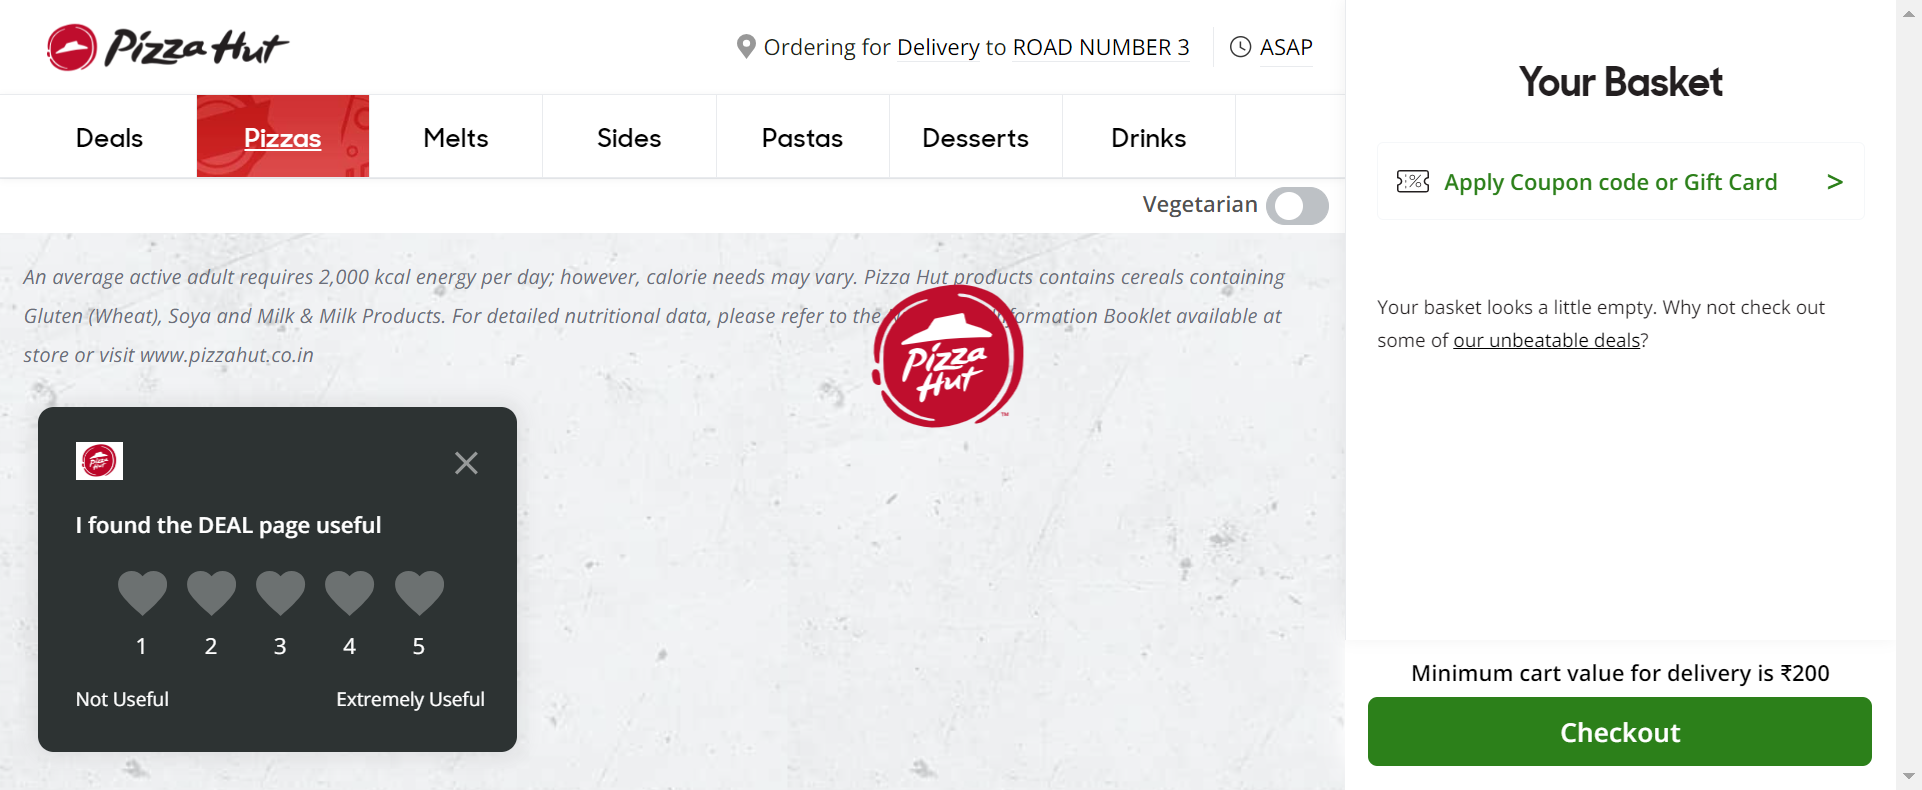 Pizza Hut
Ordering for Delivery to ROAD NUMBER 3
ASAP
Deals
Pizzas
Melts
Sides
Pastas
Desserts
Drinks
Vegetarian
An average active adult requires 2,000 kcal energy per day; however, calorie needs may vary. Pizza Hut products contains cereals containing
Gluten (Wheat), Soya and Milk & Milk Products. For detailed nutritional data, please refer to the Information Booklet available at
store or visit www.pizzahut.co.in
Pizza
Hut
TM
Pizza
Hut
I found the DEAL page useful
1 2 3 4 5
Not Useful Extremely Useful
Your Basket
% Apply Coupon code or Gift Card >
Your basket looks a little empty. Why not check out
some of our unbeatable deals?
Minimum cart value for delivery is ₹200
Checkout